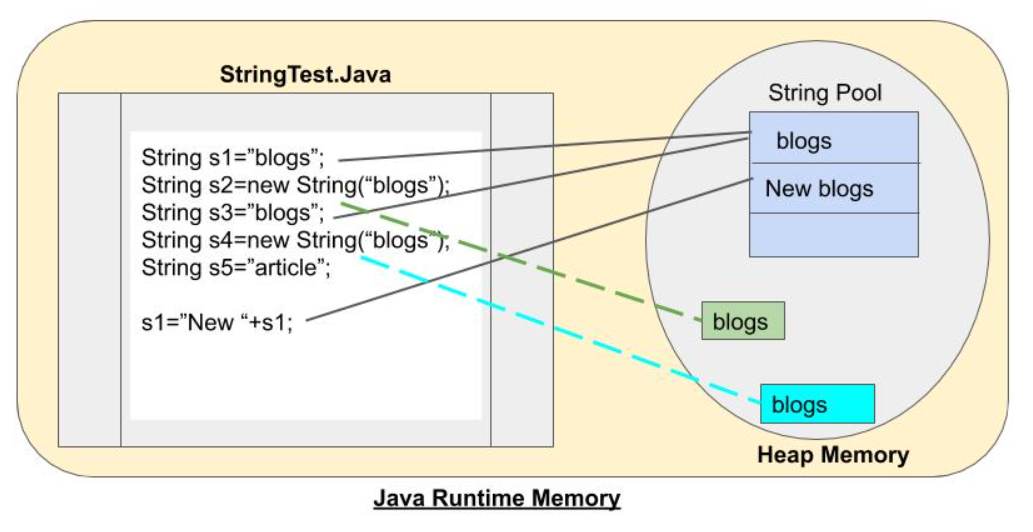 StringTest.Java
String s1=”blogs”;
String s2=new String(“blogs”);
String s3=”blogs”;
String s4=new String(“blogs”);
String s5=”article”;
s1=”New “+s1;
String Pool
blogs
New blogs
blogs
blogs
Heap Memory
Java Runtime Memory